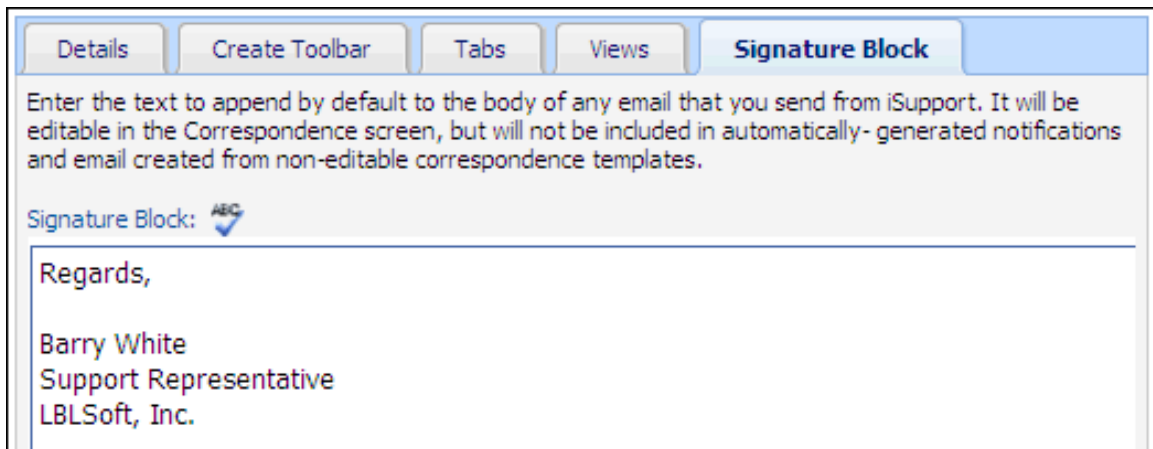 Details Create Toolbar Tabs Views Signature Block
Enter the text to append by default to the body of any email that you send from iSupport. It will be
editable in the Correspondence screen, but will not be included in automatically- generated notifications
and email created from non-editable correspondence templates.
Signature Block: ABC
Regards,
Barry White
Support Representative
LBLSoft, Inc.